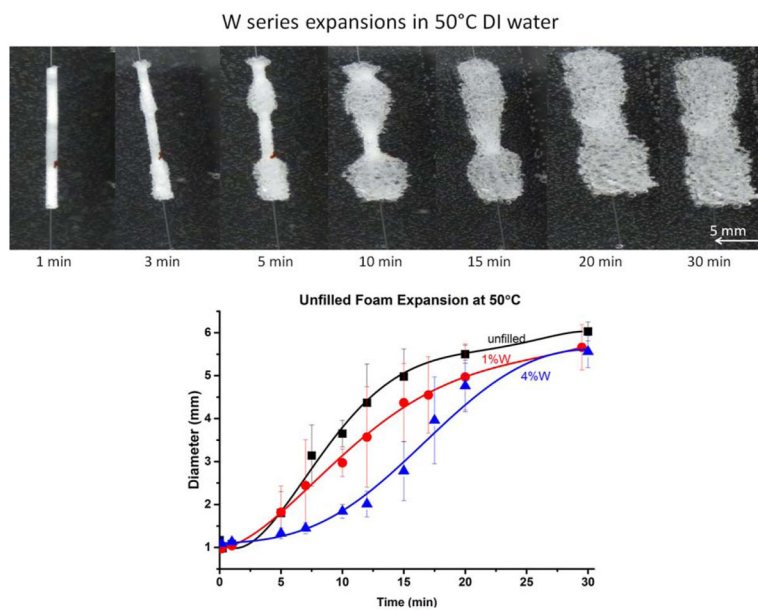 W series expansions in 50°C DI water
1 min
3 min
5 min
10 min
15 min
20 min
30 min
5 mm
Unfilled Foam Expansion at 50°C
unfilled
1%W
4%W
Diameter (mm)
6
5
4
3
2
1
0
5
10
15
20
25
30
Time (min)